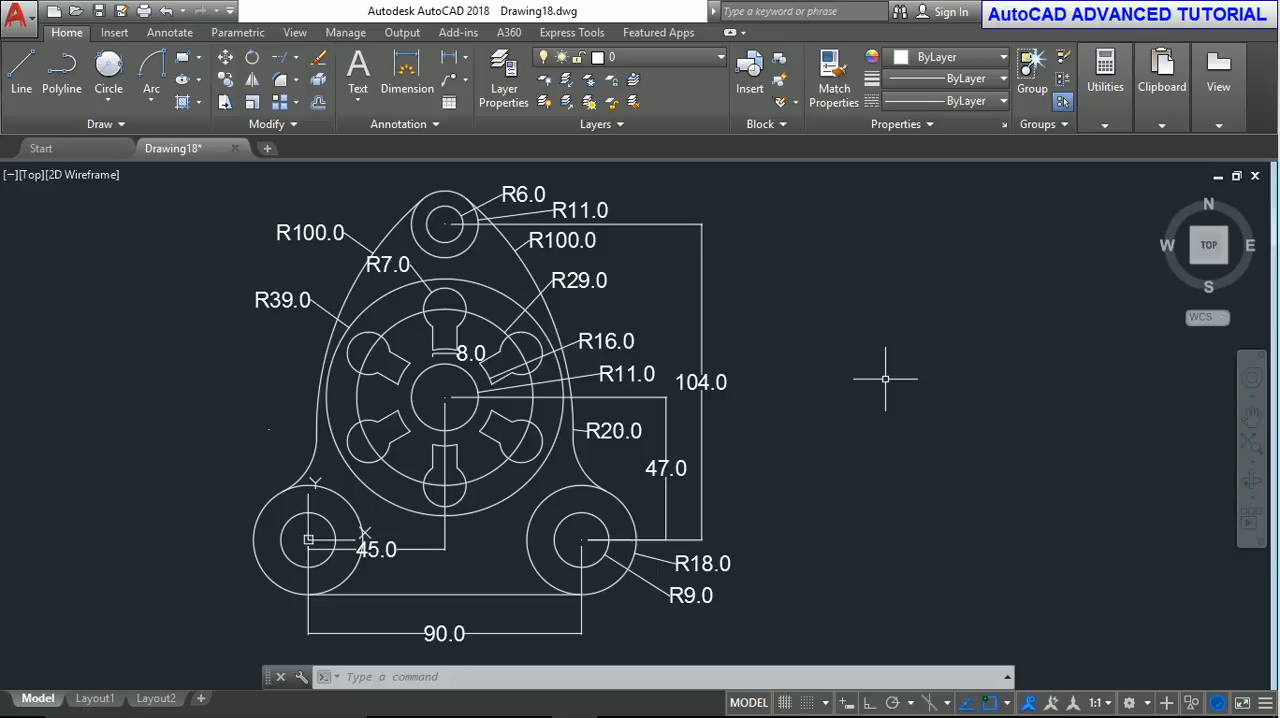 Autodesk AutoCAD 2018 Drawing18.dwg
Type a keyword or phrase
Sign In
AutoCAD ADVANCED TUTORIAL
Home Insert Annotate Parametric View Manage Output Add-ins A360 Express Tools Featured Apps
Line
Polyline
Circle
Arc
Text
Dimension
Layer
Properties
0
Insert
Match
Properties
ByLayer
ByLayer
ByLayer
Group
Utilities
Clipboard
View
Draw
Modify
Annotation
Layers
Block
Properties
Groups
Start
Drawing18*
[−][Top][2D Wireframe]
N
W
TOP
E
S
WCS
R6.0
R11.0
R100.0
R100.0
R7.0
R29.0
R39.0
R16.0
8.0
R11.0
104.0
R20.0
47.0
Y
X
45.0
R18.0
R9.0
90.0
Type a command
Model Layout1 Layout2
MODEL
1:1